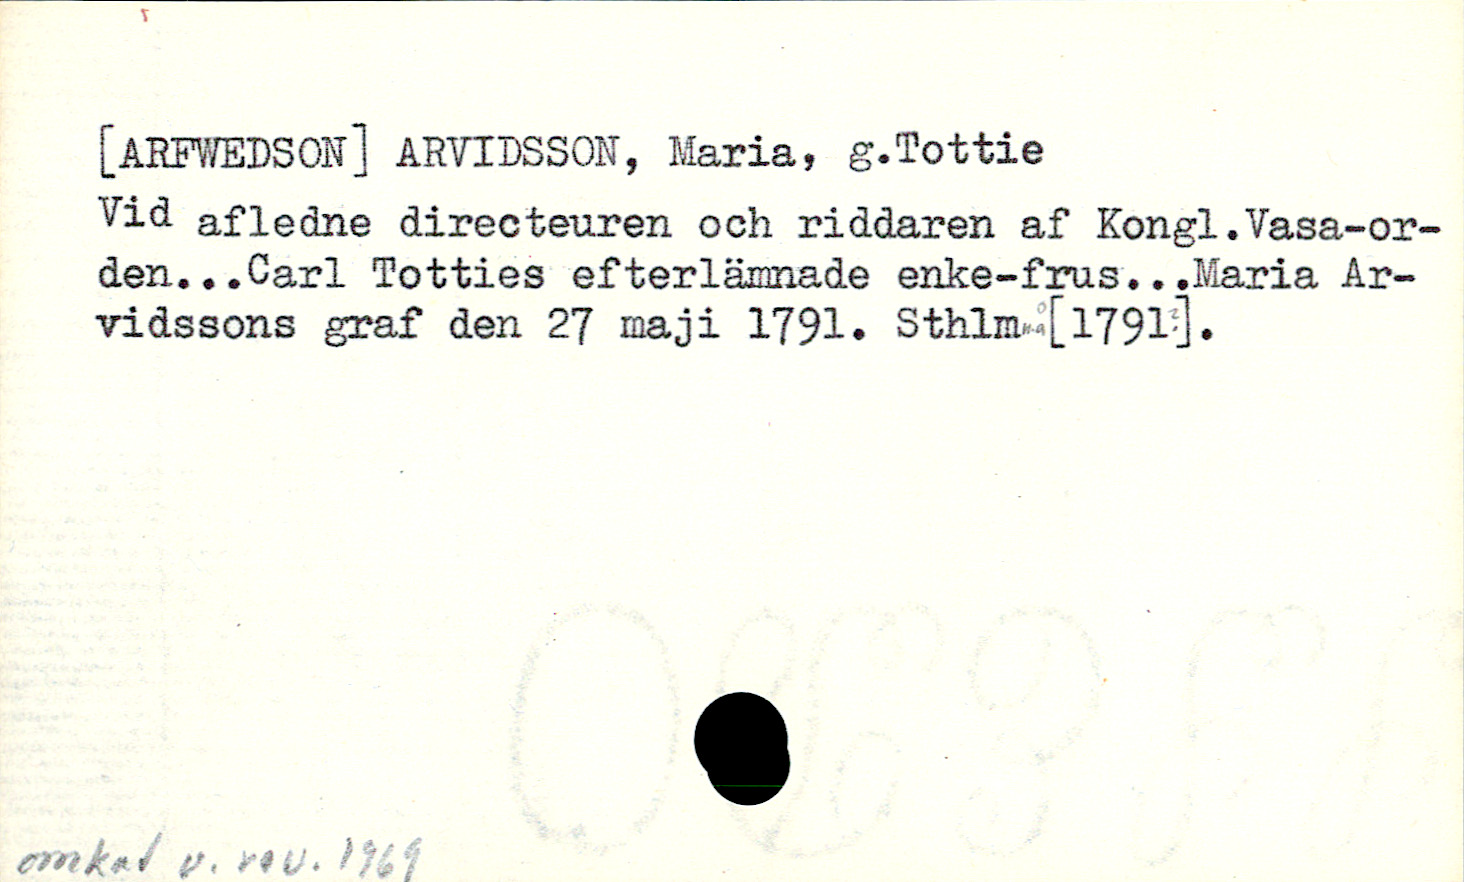 [ARFWEDSON] ARVIDSSON, Maria, g.Tottie
Vid afledne directeuren och riddaren af Kongl.Vasa-or-
den...Carl Totties efterlämnade enke-frus...Maria Ar-
vidssons graf den 27 maji 1791. Sthlm u.å [1791?].
omkat v. rev. 1969